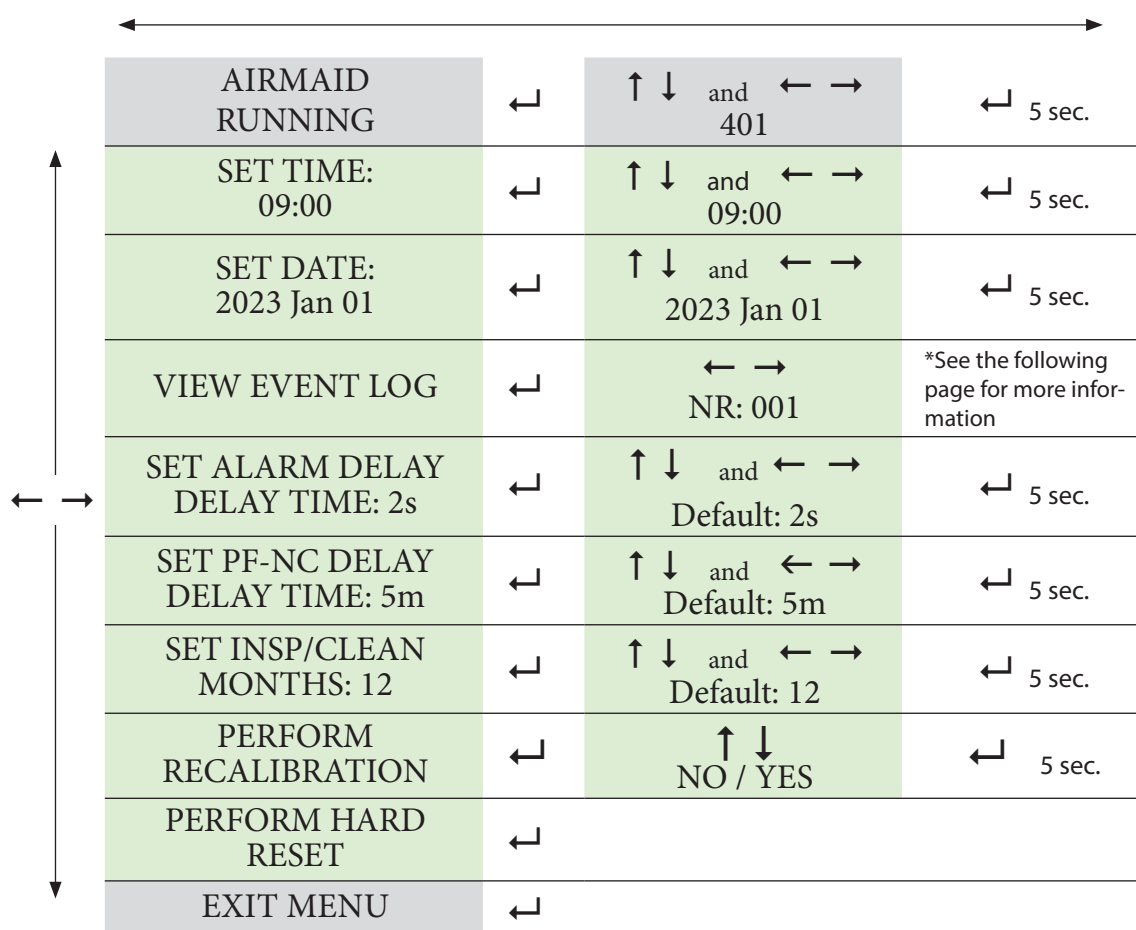 AIRMAID
RUNNING
↵
↑ ↓ and ← →
401
↵ 5 sec.
SET TIME:
09:00
↵
↑ ↓ and ← →
09:00
↵ 5 sec.
SET DATE:
2023 Jan 01
↵
↑ ↓ and ← →
2023 Jan 01
↵ 5 sec.
VIEW EVENT LOG
↵
← →
NR: 001
*See the following
page for more infor-
mation
← →
SET ALARM DELAY
DELAY TIME: 2s
↵
↑ ↓ and ← →
Default: 2s
↵ 5 sec.
SET PF-NC DELAY
DELAY TIME: 5m
↵
↑ ↓ and ← →
Default: 5m
↵ 5 sec.
SET INSP/CLEAN
MONTHS: 12
↵
↑ ↓ and ← →
Default: 12
↵ 5 sec.
PERFORM
RECALIBRATION
↵
↑ ↓
NO / YES
↵ 5 sec.
PERFORM HARD
RESET
↵
EXIT MENU
↵